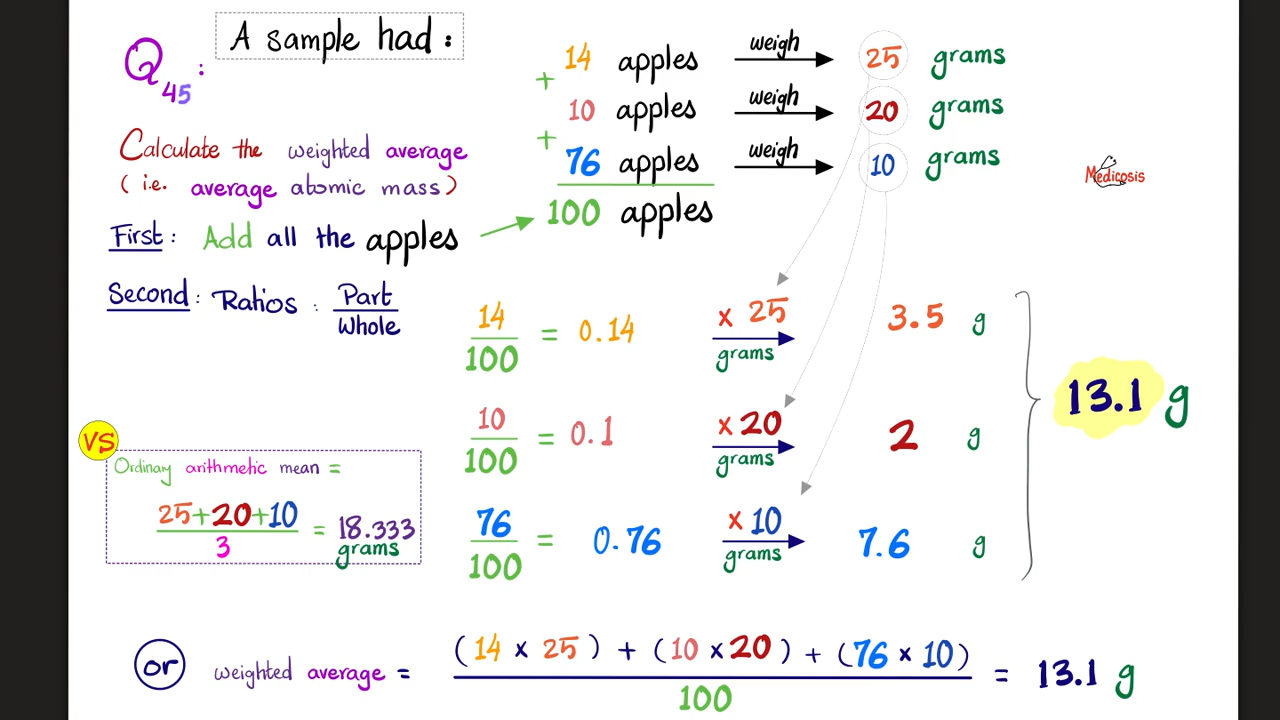 Q45:
A sample had:
14 apples weigh 25 grams
+
10 apples weigh 20 grams
+
76 apples weigh 10 grams
100 apples
Medicosis
Calculate the weighted average
(i.e. average atomic mass)
First: Add all the apples
Second: Ratios: Part
Whole
14
100
= 0.14
x 25
grams
3.5 g
10
100
= 0.1
x 20
grams
2 g
76
100
= 0.76
x 10
grams
7.6 g
13.1 g
VS
Ordinary arithmetic mean =
25+20+10
3
= 18.333
grams
or weighted average =
(14 x 25) + (10 x 20) + (76 x 10)
100
= 13.1 g